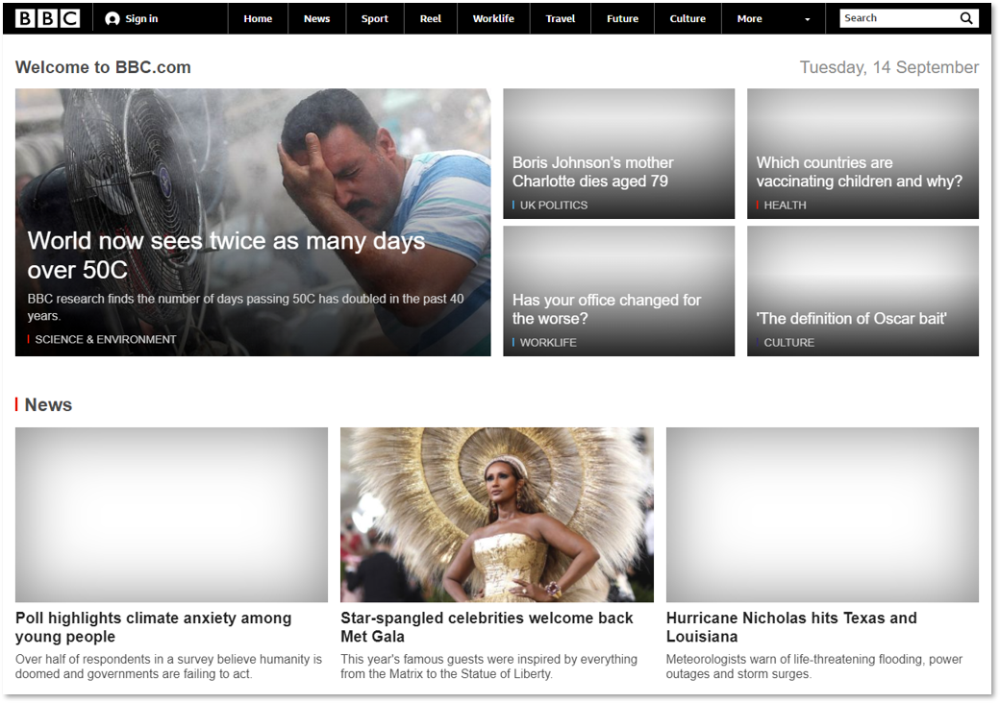 BBC
Sign in
Home
News
Sport
Reel
Worklife
Travel
Future
Culture
More
Search
Welcome to BBC.com
Tuesday, 14 September
World now sees twice as many days
over 50C
BBC research finds the number of days passing 50C has doubled in the past 40
years.
SCIENCE & ENVIRONMENT
Boris Johnson's mother
Charlotte dies aged 79
UK POLITICS
Which countries are
vaccinating children and why?
HEALTH
Has your office changed for
the worse?
WORKLIFE
'The definition of Oscar bait'
CULTURE
News
Poll highlights climate anxiety among
young people
Over half of respondents in a survey believe humanity is
doomed and governments are failing to act.
Star-spangled celebrities welcome back
Met Gala
This year's famous guests were inspired by everything
from the Matrix to the Statue of Liberty.
Hurricane Nicholas hits Texas and
Louisiana
Meteorologists warn of life-threatening flooding, power
outages and storm surges.